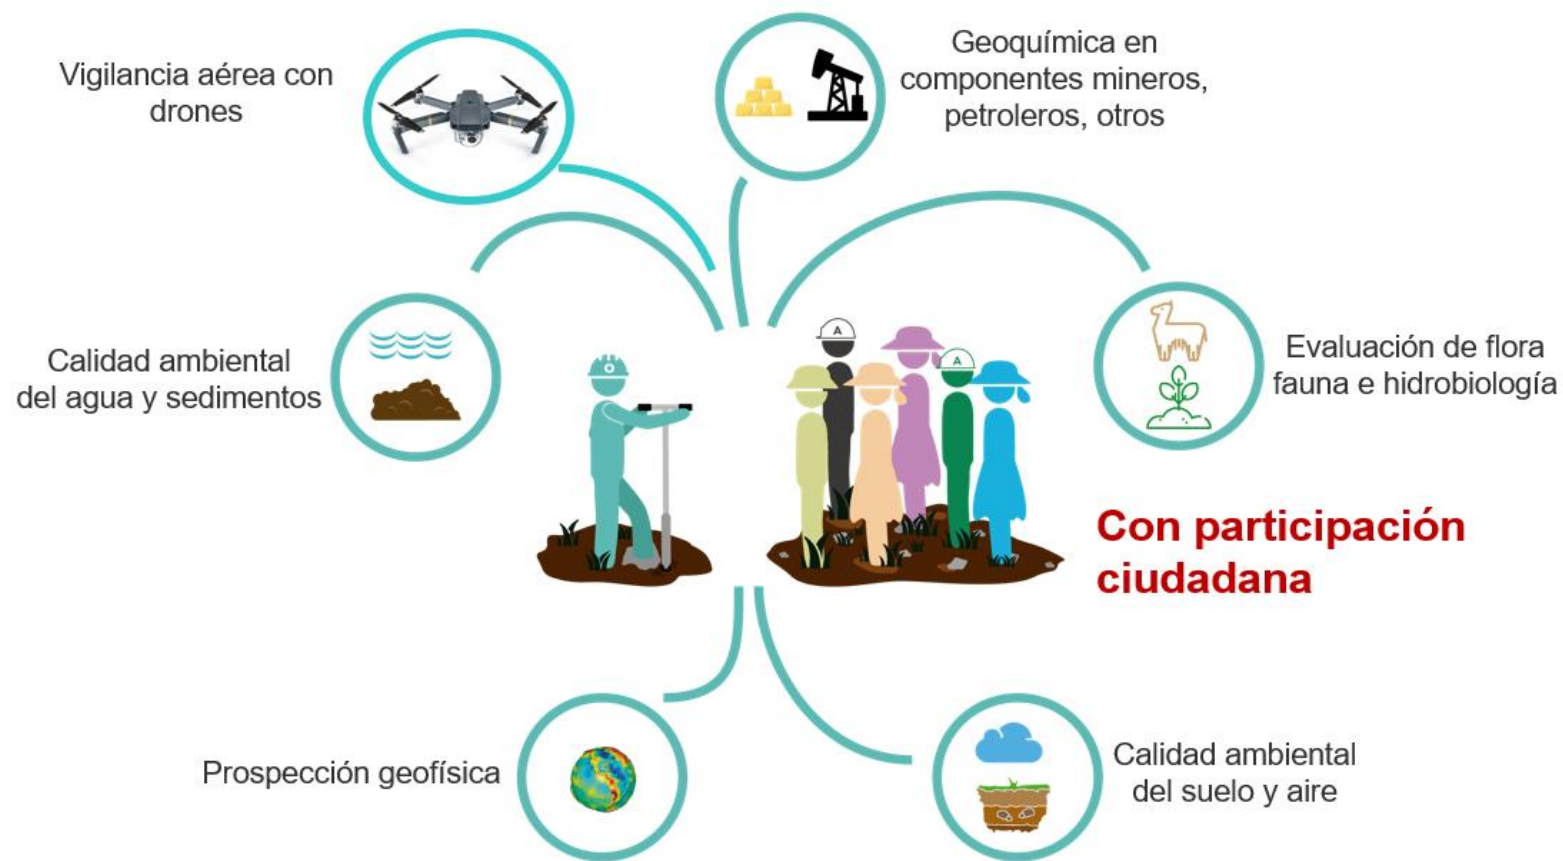 Vigilancia aérea con
drones
Geoquímica en
componentes mineros,
petroleros, otros
Calidad ambiental
del agua y sedimentos
O
A
A
Evaluación de flora
fauna e hidrobiología
Con participación
ciudadana
Prospección geofísica
Calidad ambiental
del suelo y aire